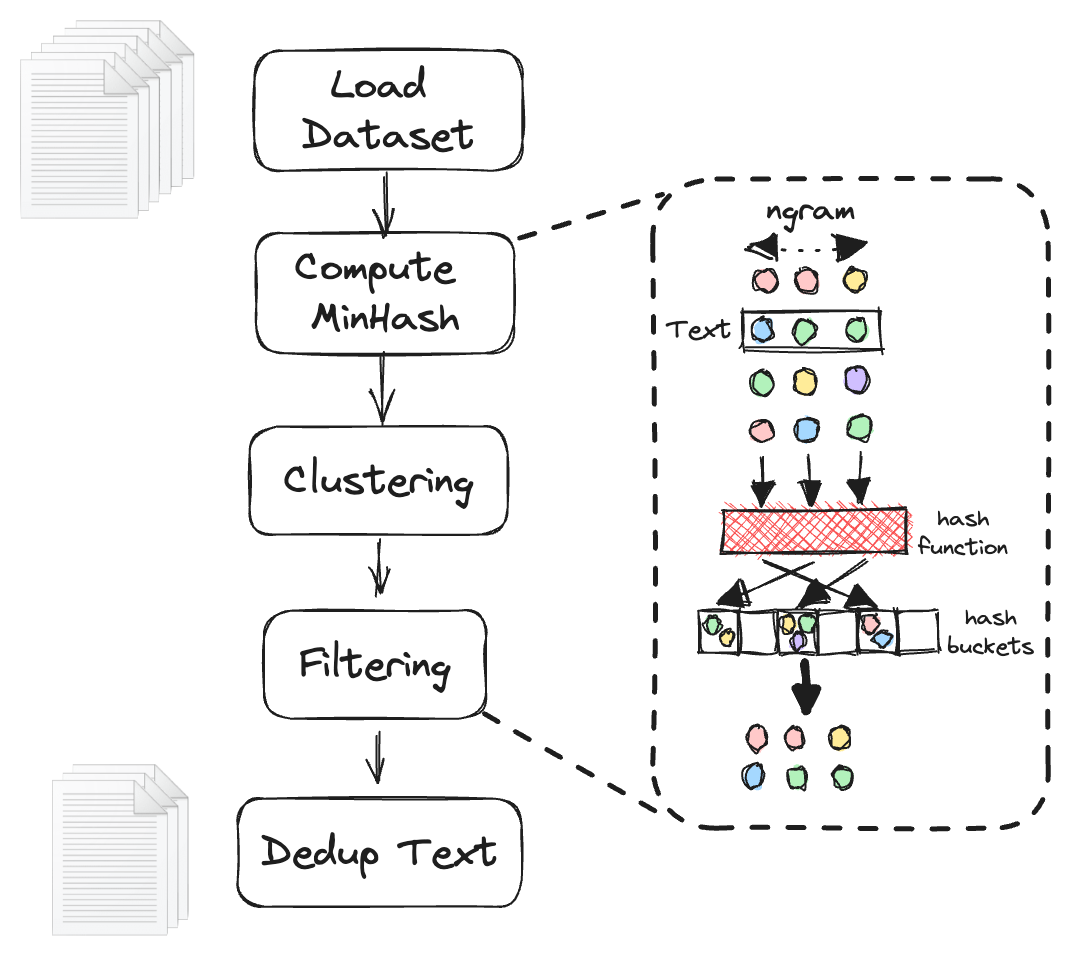 Load
Dataset
Compute
MinHash
Clustering
Filtering
Dedup Text
ngram
Text
hash
function
hash
buckets